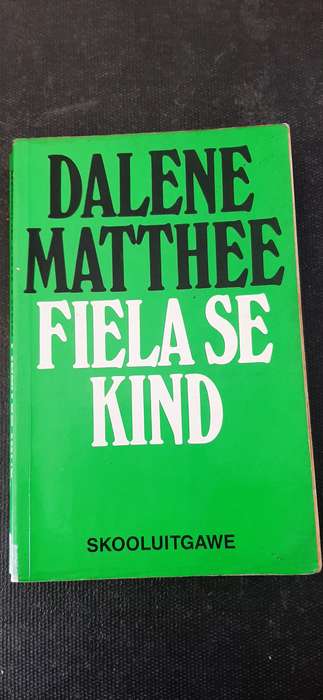 DALENE
MATTHEE
FIELA SE
KIND
SKOOLUITGAWE